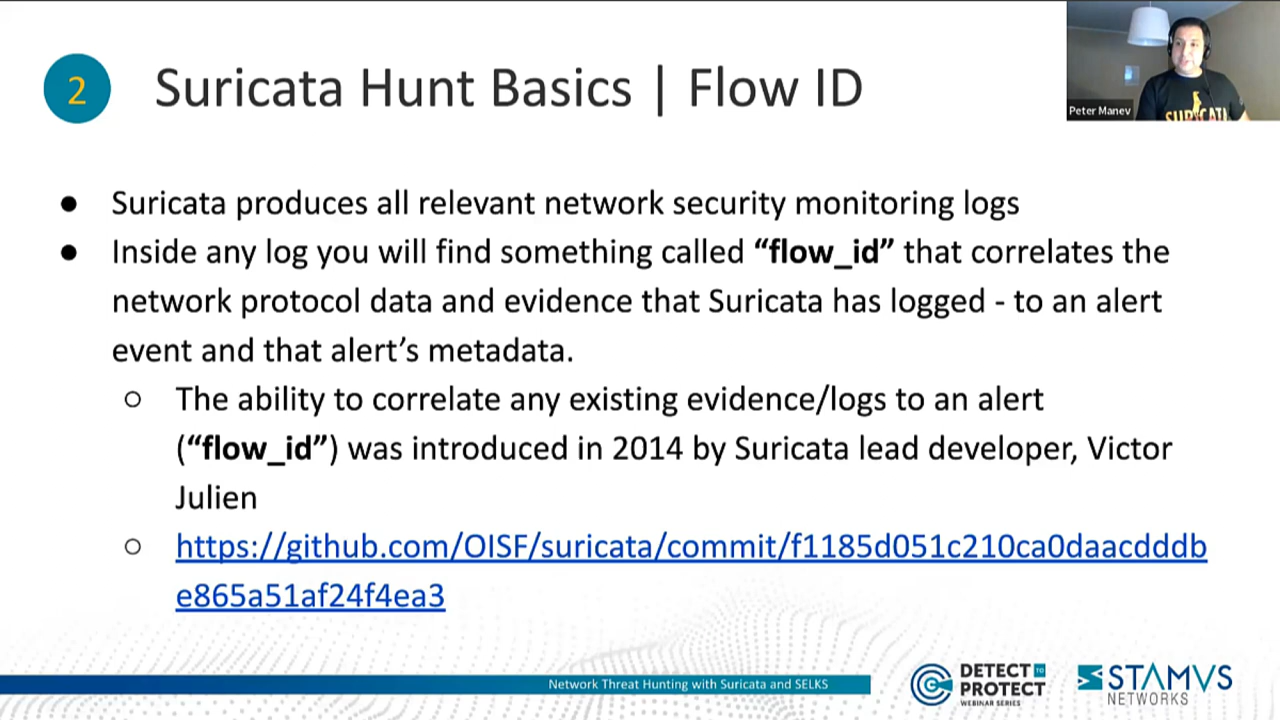 2
Suricata Hunt Basics | Flow ID
Peter Manev
SURICATA
● Suricata produces all relevant network security monitoring logs
● Inside any log you will find something called “flow_id” that correlates the
network protocol data and evidence that Suricata has logged - to an alert
event and that alert’s metadata.
○ The ability to correlate any existing evidence/logs to an alert
(“flow_id”) was introduced in 2014 by Suricata lead developer, Victor
Julien
○ https://github.com/OISF/suricata/commit/f1185d051c210ca0daacdddb
e865a51af24f4ea3
Network Threat Hunting with Suricata and SELKS
DETECT TO
PROTECT
WEBINAR SERIES
STAMVS
NETWORKS